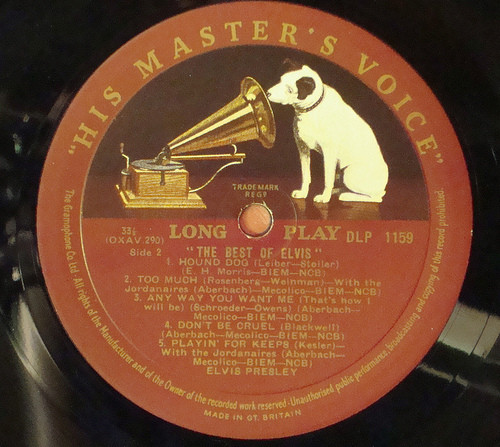 "HIS MASTER'S VOICE"
TRADEMARK
REGD
33⅓
(OXAV.290)
LONG PLAY DLP 1159
Side 2
"THE BEST OF ELVIS"
1. HOUND DOG (Leiber—Stoller)
(E. H. Morris—BIEM—NCB)
2. TOO MUCH (Rosenberg—Weinman)—With the
Jordanaires (Aberbach)—Mecolico—BIEM—NCB)
3. ANY WAY YOU WANT ME (That's how I
will be) (Schroeder—Owens) (Aberbach—
Mecolico—BIEM—NCB)
4. DON'T BE CRUEL (Blackwell)
(Aberbach—Mecolico—BIEM—NCB)
5. PLAYIN' FOR KEEPS (Kesler)—
With the Jordanaires (Aberbach—
Mecolico—BIEM—NCB)
ELVIS PRESLEY
The Gramophone Co. Ltd. All rights of the Manufacturer and of the Owner of the recorded work reserved · Unauthorised public performance, broadcasting and copying of this record prohibited.
MADE IN GT. BRITAIN